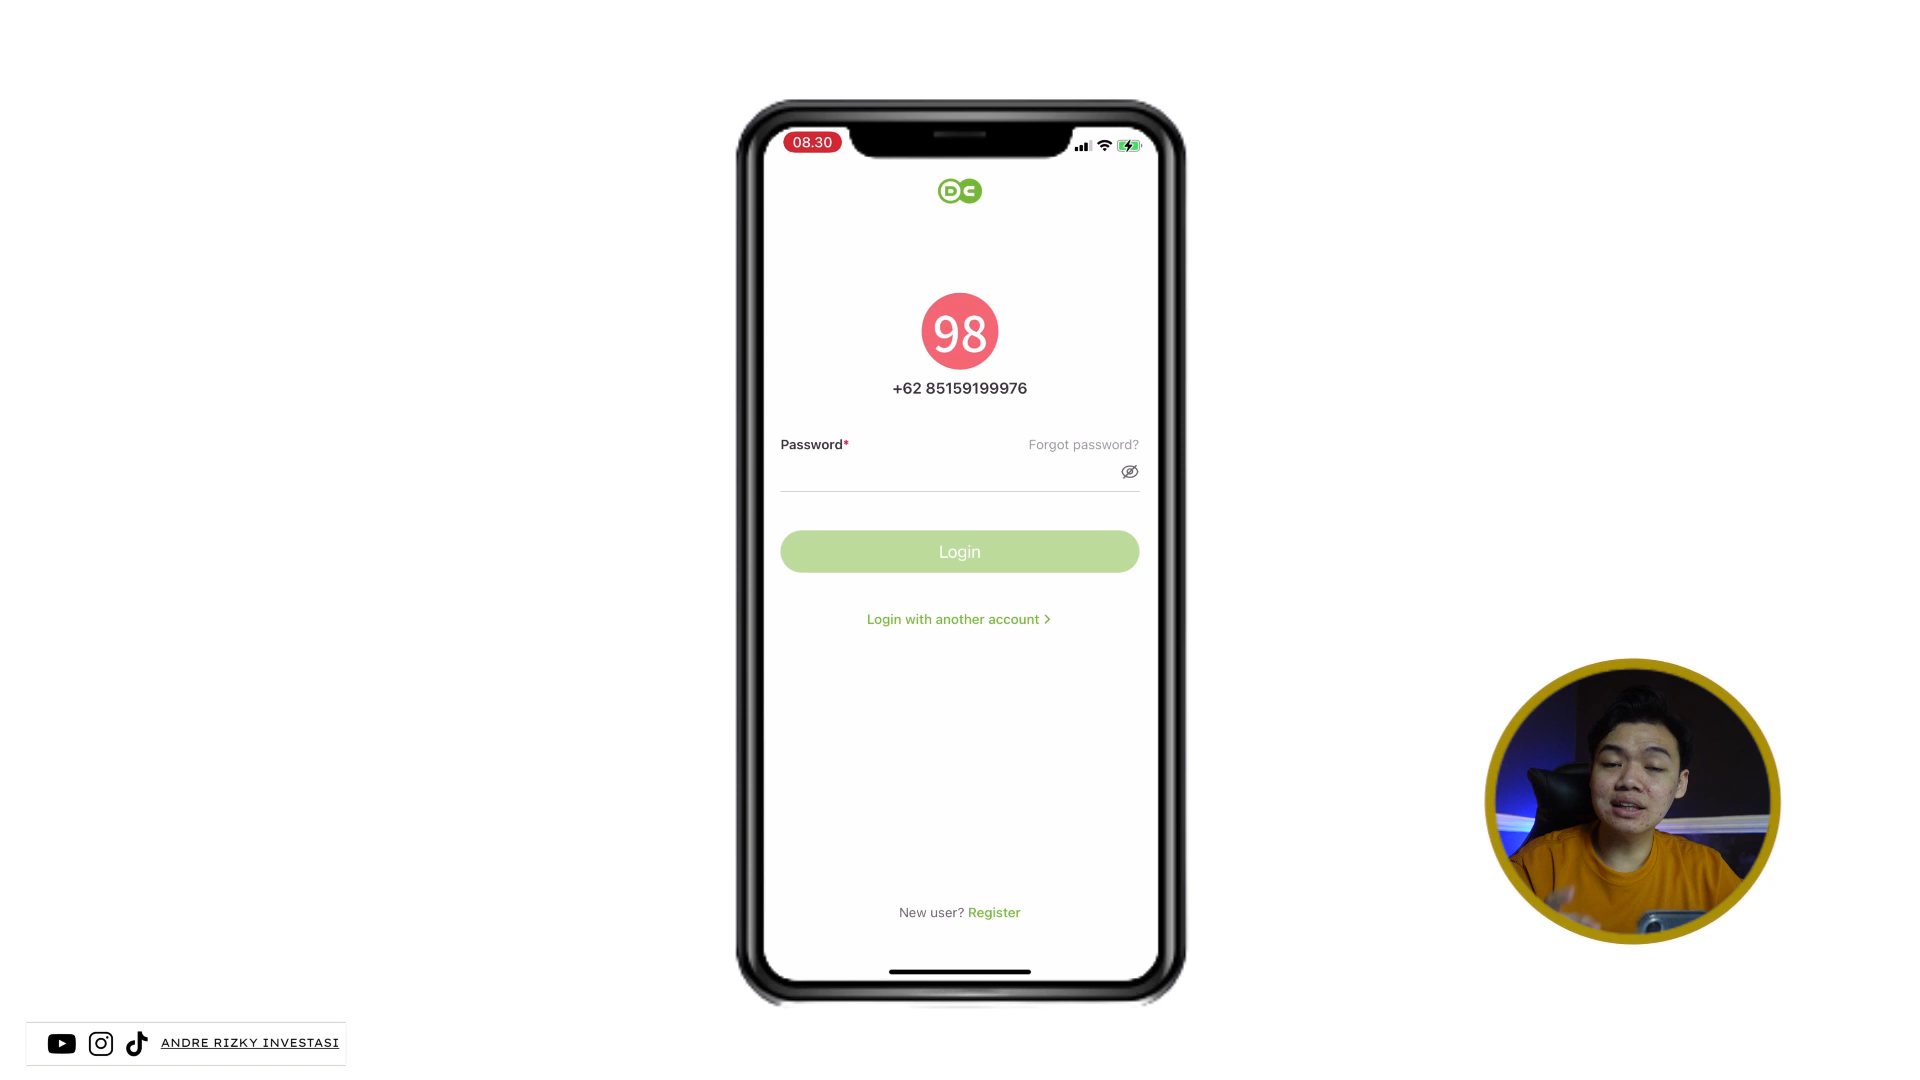 08.30
DC
98
+62 85159199976
Password*
Forgot password?
Login
Login with another account >
New user? Register
ANDRE RIZKY INVESTASI